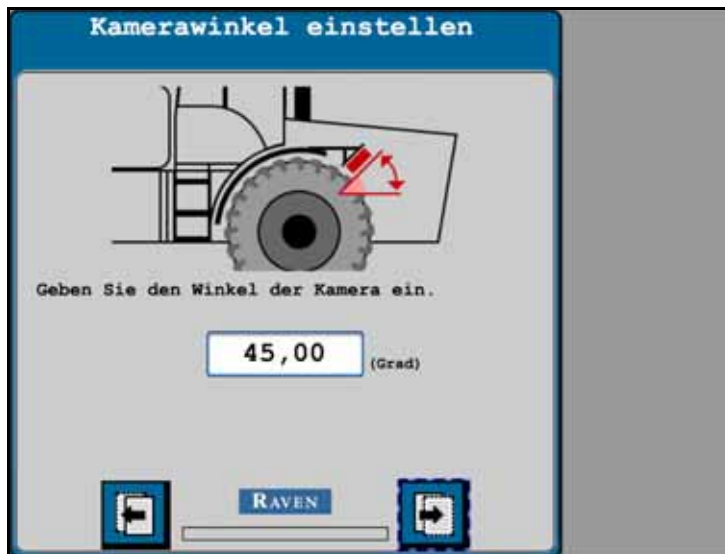 Kamerawinkel einstellen
Geben Sie den Winkel der Kamera ein.
45,00 (Grad)
RAVEN